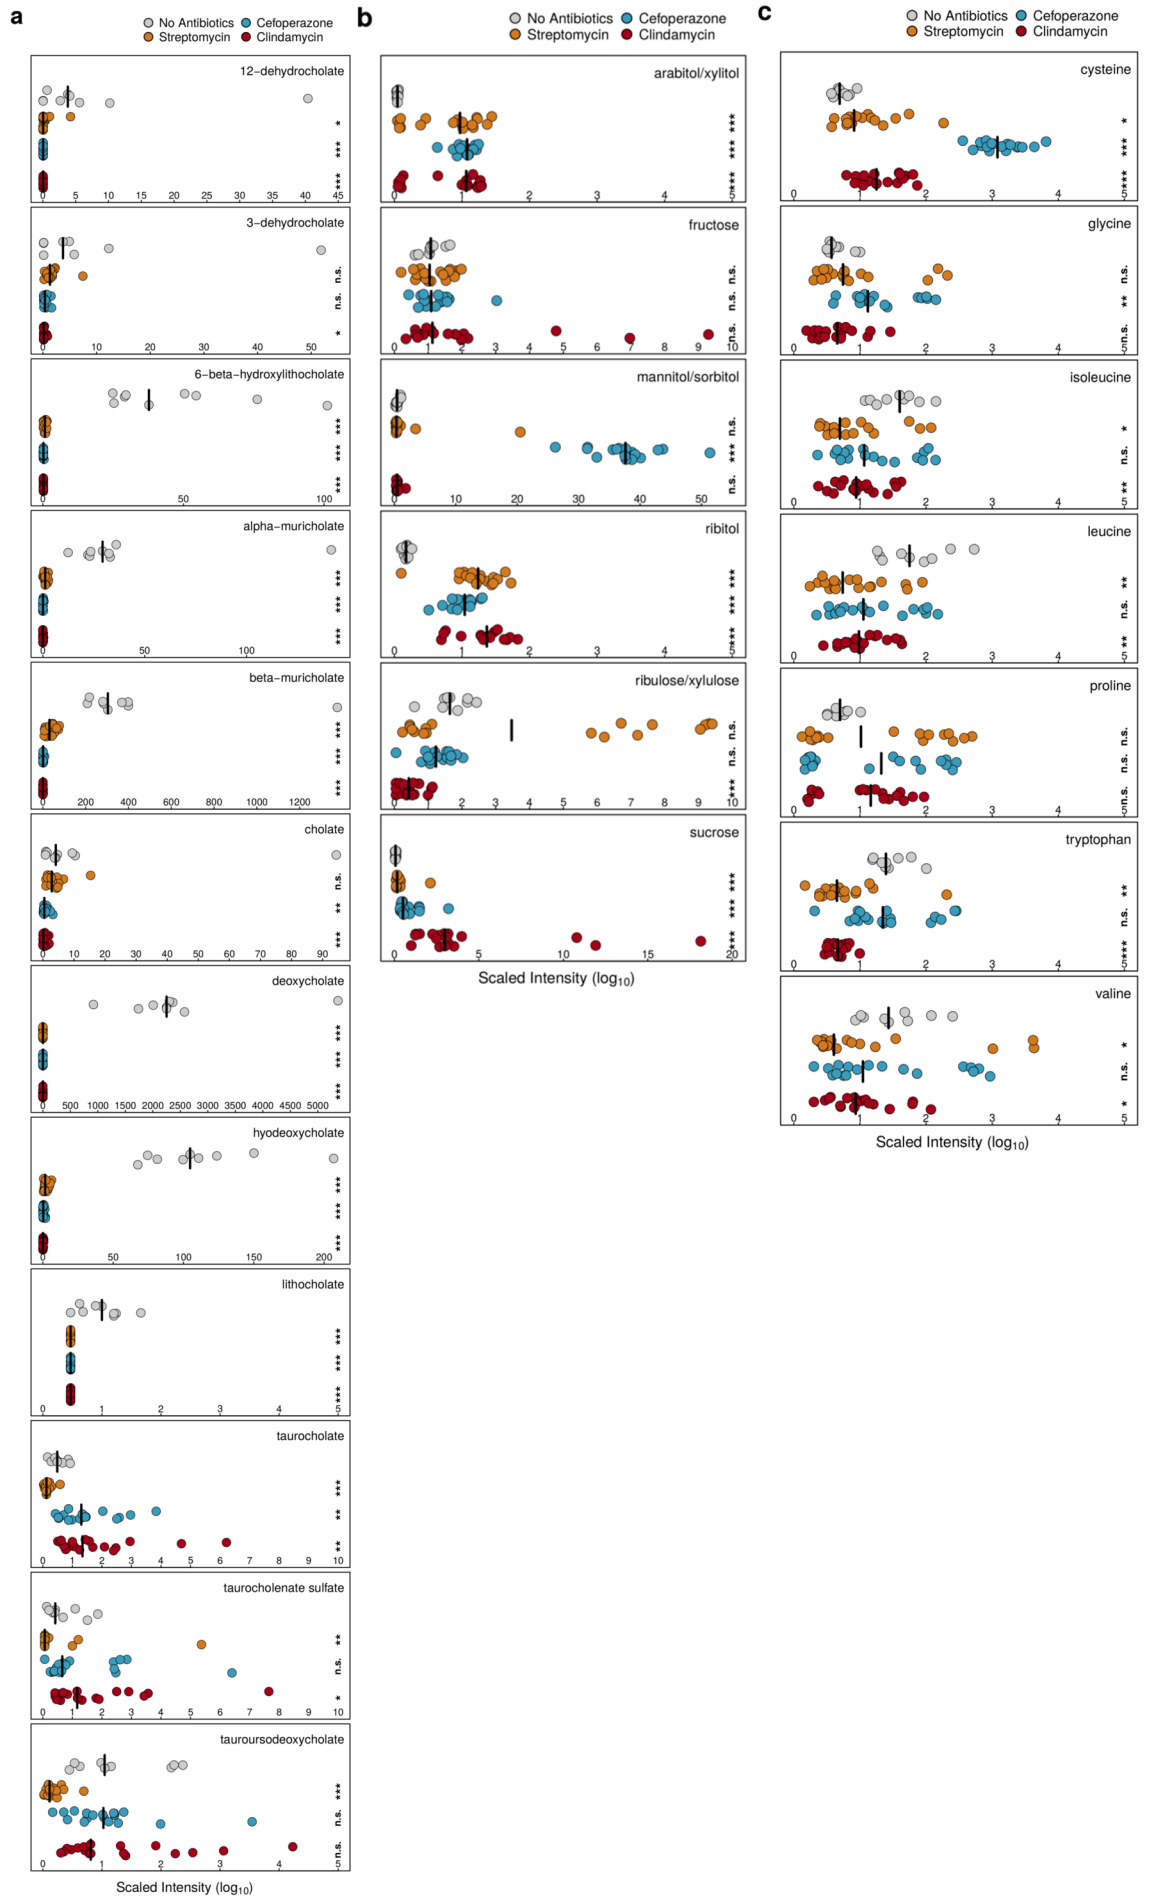 a
No Antibiotics Cefoperazone
Streptomycin Clindamycin
12−dehydrocholate
*
***
***
0 5 10 15 20 25 30 35 40 45
3−dehydrocholate
n.s.
n.s.
*
0 10 20 30 40 50
6−beta−hydroxylithocholate
***
***
***
0 50 100
alpha−muricholate
***
***
***
0 50 100
beta−muricholate
***
***
***
0 200 400 600 800 1000 1200
cholate
n.s.
**
***
0 10 20 30 40 50 60 70 80 90
deoxycholate
***
***
***
0 500 1000 1500 2000 2500 3000 3500 4000 4500 5000
hyodeoxycholate
***
***
***
0 50 100 150 200
lithocholate
***
***
***
0 1 2 3 4 5
taurocholate
***
**
**
0 1 2 3 4 5 6 7 8 9 10
taurocholenate sulfate
**
n.s.
*
0 1 2 3 4 5 6 7 8 9 10
tauroursodeoxycholate
***
n.s.
n.s.
0 1 2 3 4 5
Scaled Intensity (log10)
b
No Antibiotics Cefoperazone
Streptomycin Clindamycin
arabitol/xylitol
***
***
***
0 1 2 3 4 5
fructose
n.s.
n.s.
n.s.
0 1 2 3 4 5 6 7 8 9 10
mannitol/sorbitol
n.s.
***
n.s.
0 10 20 30 40 50
ribitol
***
***
***
0 1 2 3 4 5
ribulose/xylulose
n.s.
n.s.
***
0 1 2 3 4 5 6 7 8 9 10
sucrose
***
***
***
0 5 10 15 20
Scaled Intensity (log10)
c
No Antibiotics Cefoperazone
Streptomycin Clindamycin
cysteine
*
***
***
0 1 2 3 4 5
glycine
n.s.
**
n.s.
0 1 2 3 4 5
isoleucine
*
n.s.
**
0 1 2 3 4 5
leucine
**
n.s.
**
0 1 2 3 4 5
proline
n.s.
n.s.
n.s.
0 1 2 3 4 5
tryptophan
**
n.s.
***
0 1 2 3 4 5
valine
*
n.s.
*
0 1 2 3 4 5
Scaled Intensity (log10)